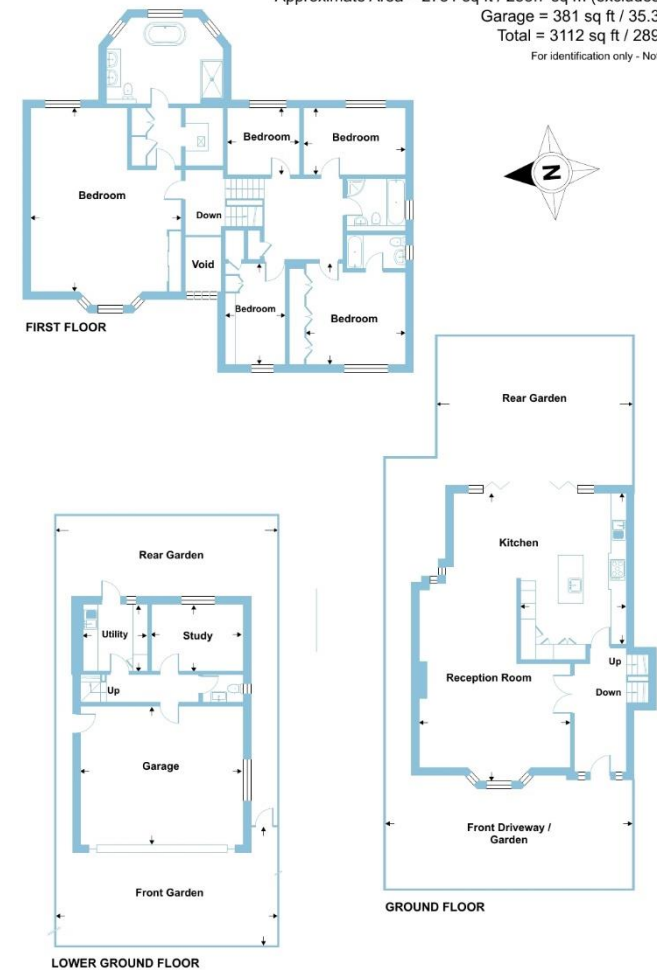 Garage = 381 sq ft / 35.3
Total = 3112 sq ft / 289
For identification only - Not
Bedroom
Bedroom
Bedroom
Down
Void
Bedroom
Bedroom
FIRST FLOOR
N
Rear Garden
Kitchen
Reception Room
Up
Down
Front Driveway /
Garden
GROUND FLOOR
Rear Garden
Utility
Study
Up
Garage
Front Garden
LOWER GROUND FLOOR